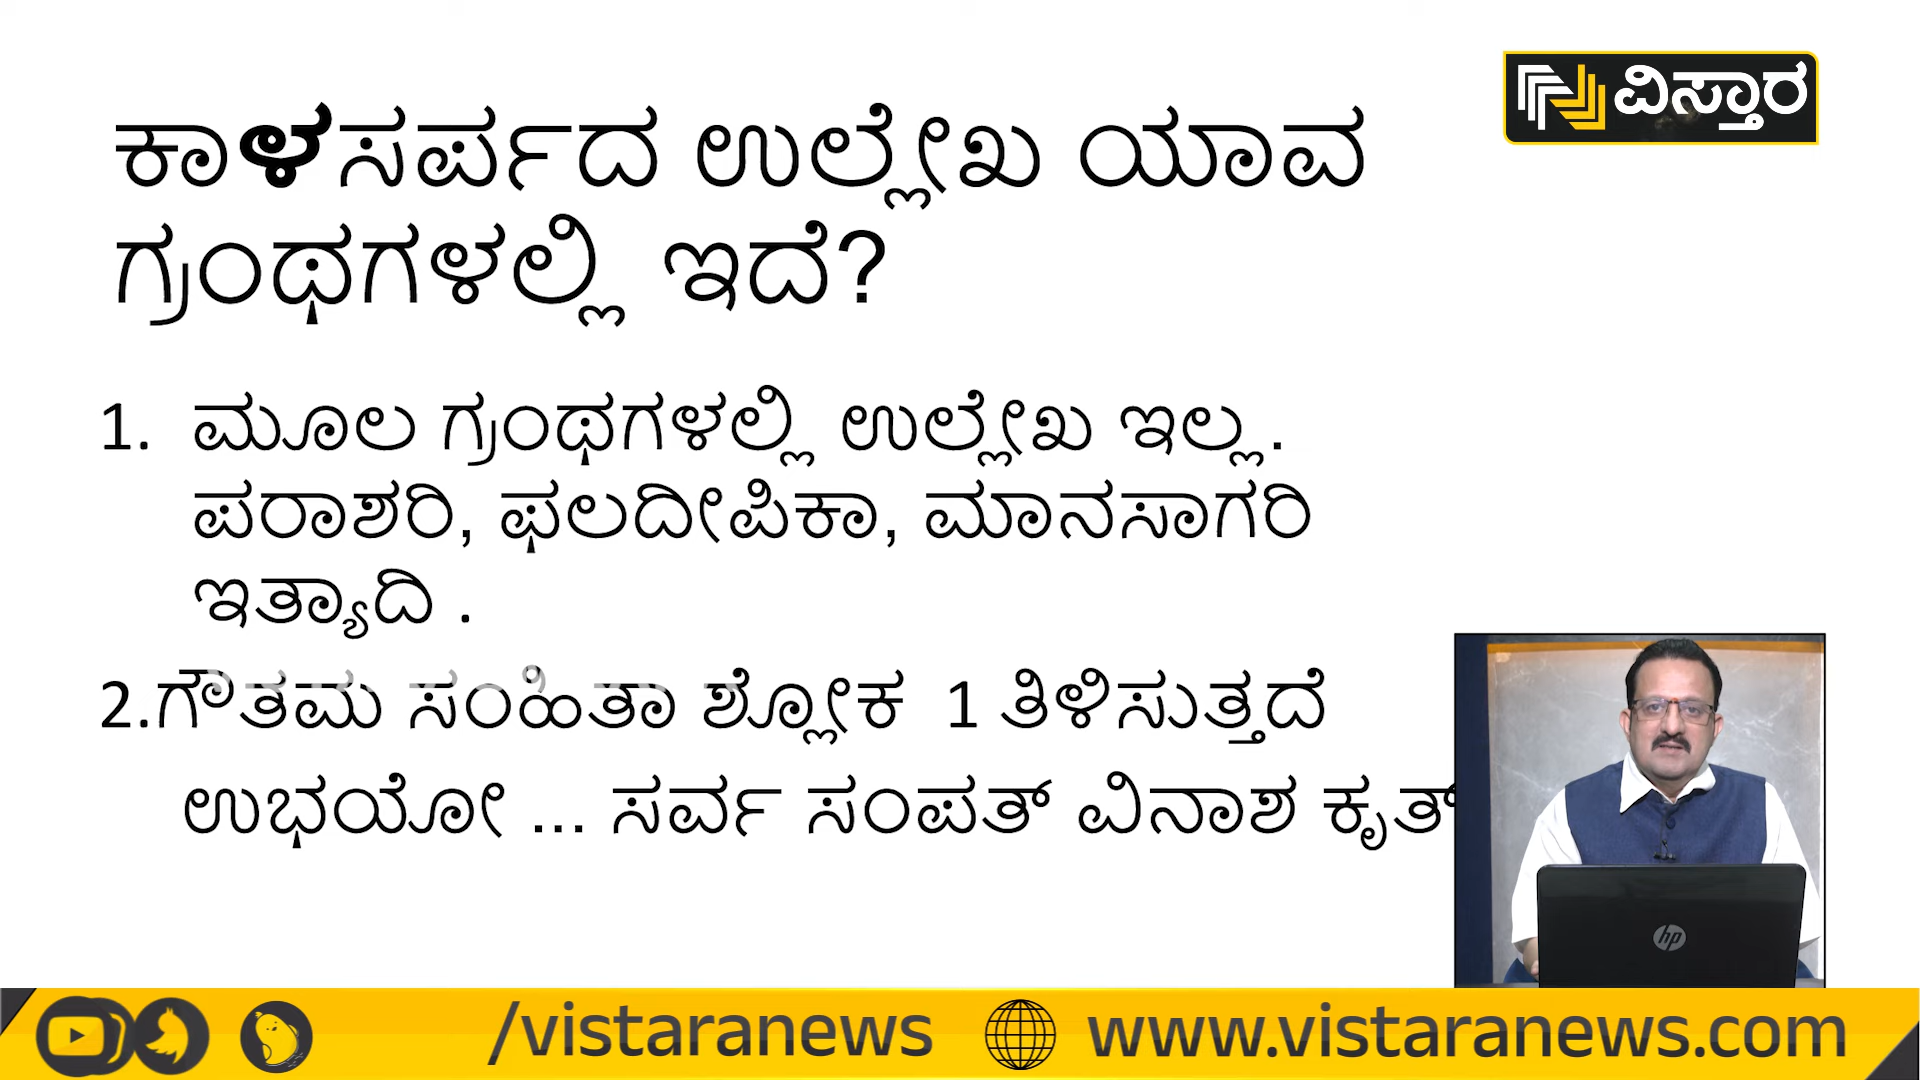 ವಿಸ್ತಾರ
ಕಾಳಸರ್ಪದ ಉಲ್ಲೇಖ ಯಾವ
ಗ್ರಂಥಗಳಲ್ಲಿ ಇದೆ?
1. ಮೂಲ ಗ್ರಂಥಗಳಲ್ಲಿ ಉಲ್ಲೇಖ ಇಲ್ಲ.
ಪರಾಶರಿ, ಫಲದೀಪಿಕಾ, ಮಾನಸಾಗರಿ
ಇತ್ಯಾದಿ .
2.ಗೌತಮ ಸಂಹಿತಾ ಶ್ಲೋಕ 1 ತಿಳಿಸುತ್ತದೆ
ಉಭಯೋ ... ಸರ್ವ ಸಂಪತ್ ವಿನಾಶ ಕೃತ್
hp
/vistaranews www.vistaranews.com